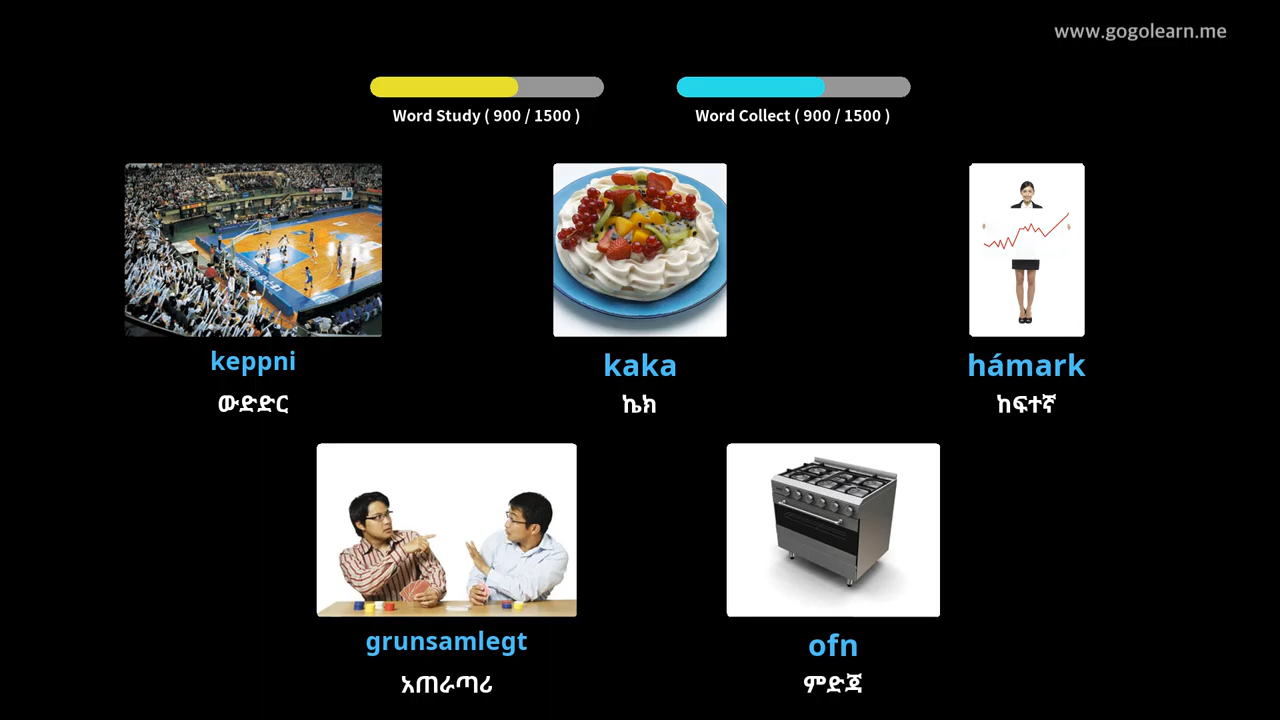 www.gogolearn.me
Word Study ( 900 / 1500 )
Word Collect ( 900 / 1500 )
keppni
ውድድር
kaka
ኬክ
hámark
ከፍተኛ
grunsamlegt
አጠራጣሪ
ofn
ምድጃ